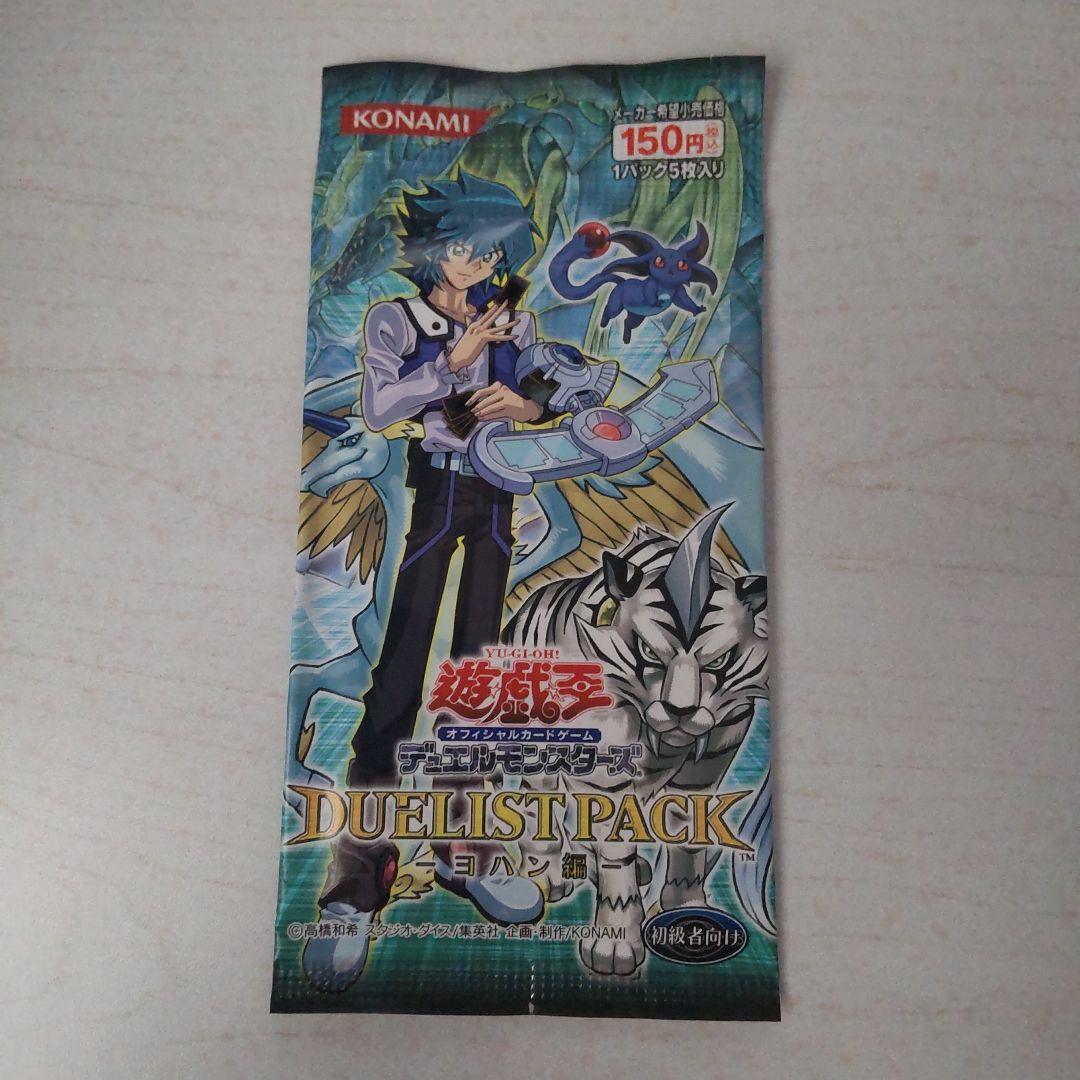 KONAMI
メーカー希望小売価格
150円(税込)
1パック5枚入り
YU-GI-OH!
遊戯王
オフィシャルカードゲーム
デュエルモンスターズ
DUELIST PACK™
－ヨハン編－
©高橋和希 スタジオ・ダイス/集英社 企画・制作/KONAMI
初級者向け